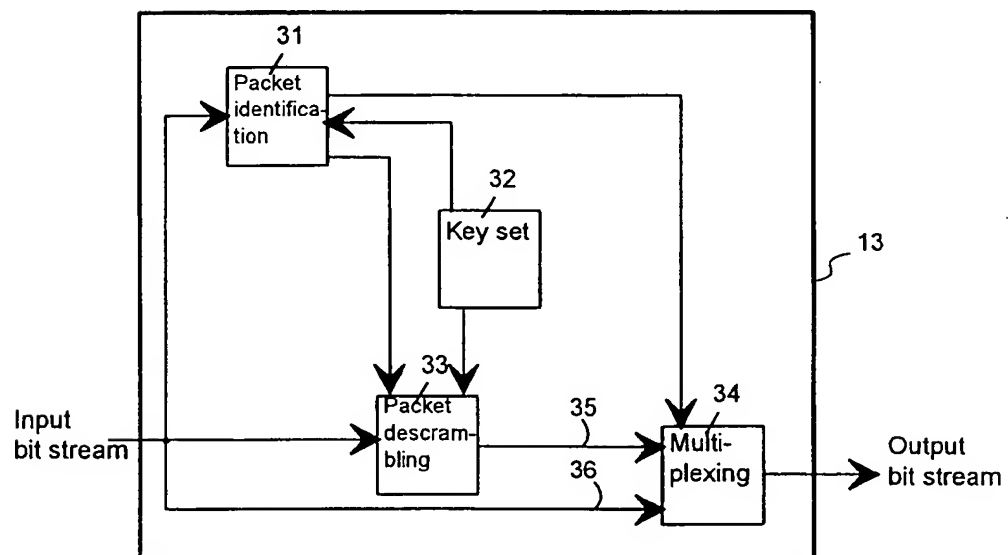 31
Packet
identifica-
tion
32
Key set
13
33
Packet
descram-
bling
35
34
Multi-
plexing
36
Input
bit stream
Output
bit stream